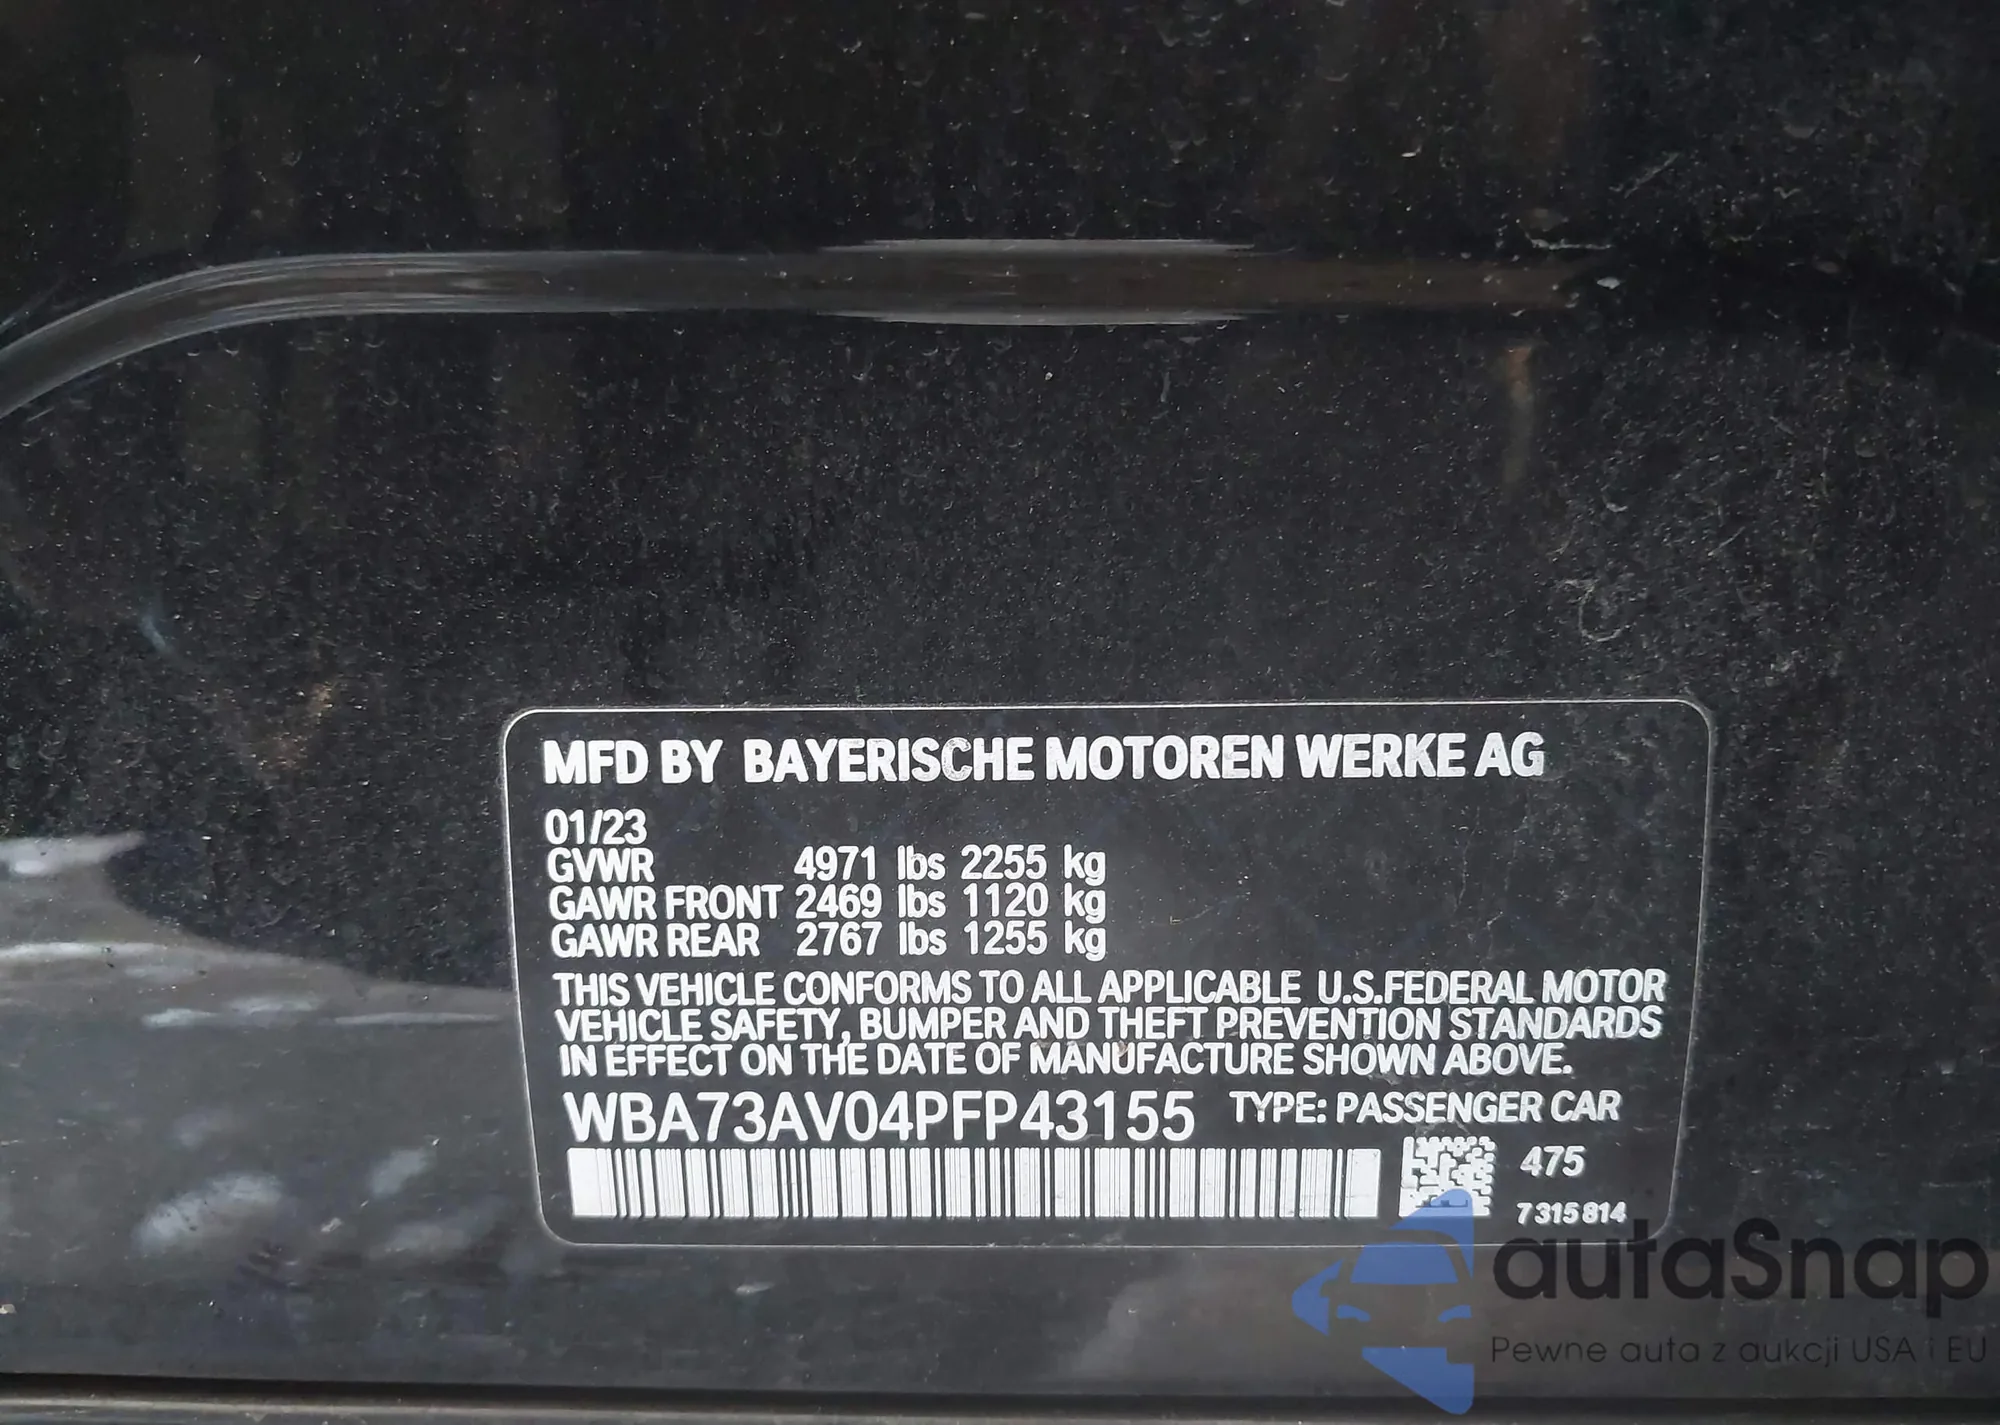 MFD BY BAYERISCHE MOTOREN WERKE AG
01/23
GVWR 4971 lbs 2255 kg
GAWR FRONT 2469 lbs 1120 kg
GAWR REAR 2767 lbs 1255 kg
THIS VEHICLE CONFORMS TO ALL APPLICABLE U.S.FEDERAL MOTOR
VEHICLE SAFETY, BUMPER AND THEFT PREVENTION STANDARDS
IN EFFECT ON THE DATE OF MANUFACTURE SHOWN ABOVE.
WBA73AV04PFP43155 TYPE: PASSENGER CAR
475
7315814
autaSnap
Pewne auta z aukcji USA i EU